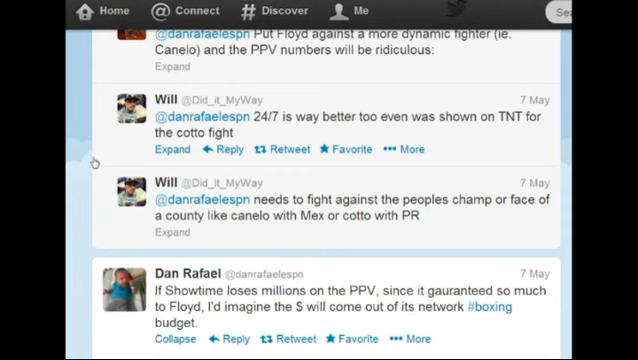 Home @ Connect # Discover Me Sea
@danrafaelespn Put Floyd against a more dynamic fighter (ie.
Canelo) and the PPV numbers will be ridiculous:
Expand
Will @Did_it_MyWay 7 May
@danrafaelespn 24/7 is way better too even was shown on TNT for
the cotto fight
Expand Reply Retweet Favorite ••• More
Will @Did_it_MyWay 7 May
@danrafaelespn needs to fight against the peoples champ or face of
a county like canelo with Mex or cotto with PR
Expand
Dan Rafael @danrafaelespn 7 May
If Showtime loses millions on the PPV, since it gauranteed so much
to Floyd, I'd imagine the $ will come out of its network #boxing
budget.
Collapse Reply Retweet Favorite ••• More